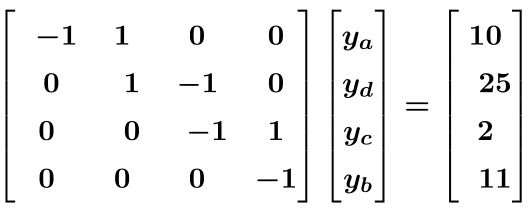 -1 1 0 0 y_a 10
0 1 -1 0 y_d 25
=
0 0 -1 1 y_c 2
0 0 0 -1 y_b 11